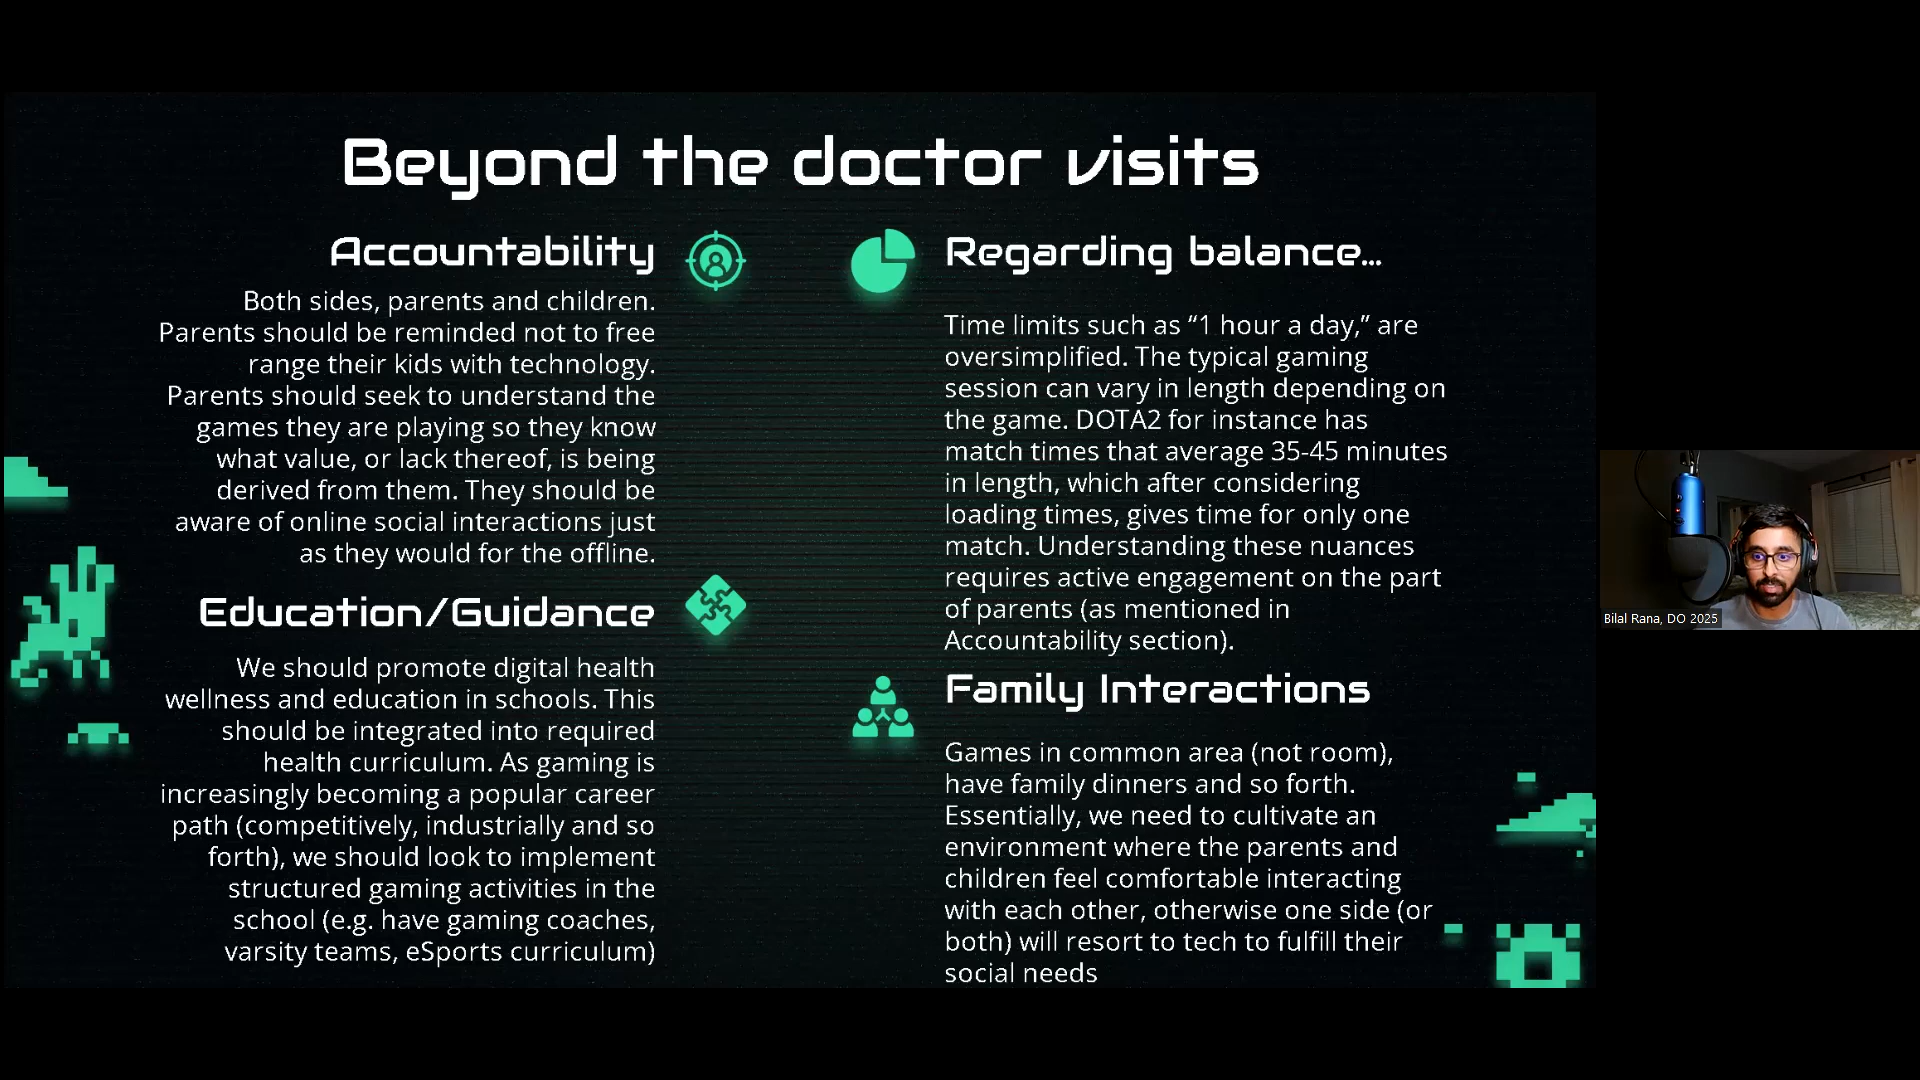 Beyond the doctor visits
Accountability
Both sides, parents and children.
Parents should be reminded not to free
range their kids with technology.
Parents should seek to understand the
games they are playing so they know
what value, or lack thereof, is being
derived from them. They should be
aware of online social interactions just
as they would for the offline.
Education/Guidance
We should promote digital health
wellness and education in schools. This
should be integrated into required
health curriculum. As gaming is
increasingly becoming a popular career
path (competitively, industrially and so
forth), we should look to implement
structured gaming activities in the
school (e.g. have gaming coaches,
varsity teams, eSports curriculum)
Regarding balance...
Time limits such as “1 hour a day,” are
oversimplified. The typical gaming
session can vary in length depending on
the game. DOTA2 for instance has
match times that average 35-45 minutes
in length, which after considering
loading times, gives time for only one
match. Understanding these nuances
requires active engagement on the part
of parents (as mentioned in
Accountability section).
Family Interactions
Games in common area (not room),
have family dinners and so forth.
Essentially, we need to cultivate an
environment where the parents and
children feel comfortable interacting
with each other, otherwise one side (or
both) will resort to tech to fulfill their
social needs
Bilal Rana, DO 2025